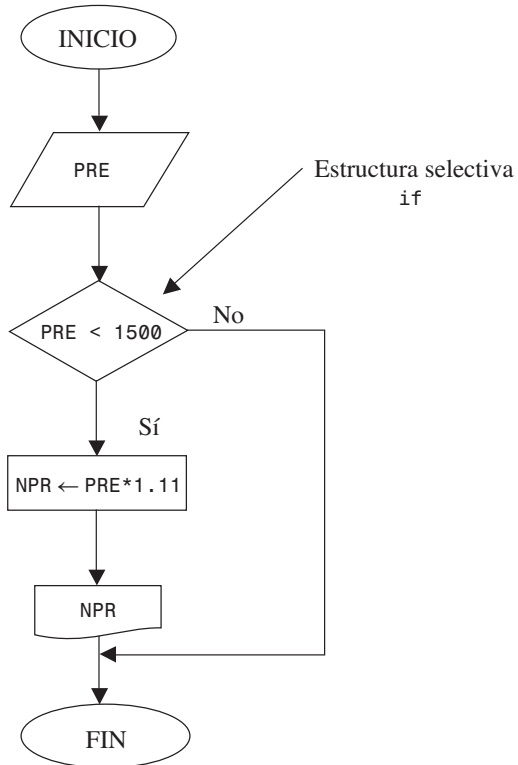 INICIO
PRE
Estructura selectiva
if
PRE < 1500
No
Sí
NPR ← PRE*1.11
NPR
FIN